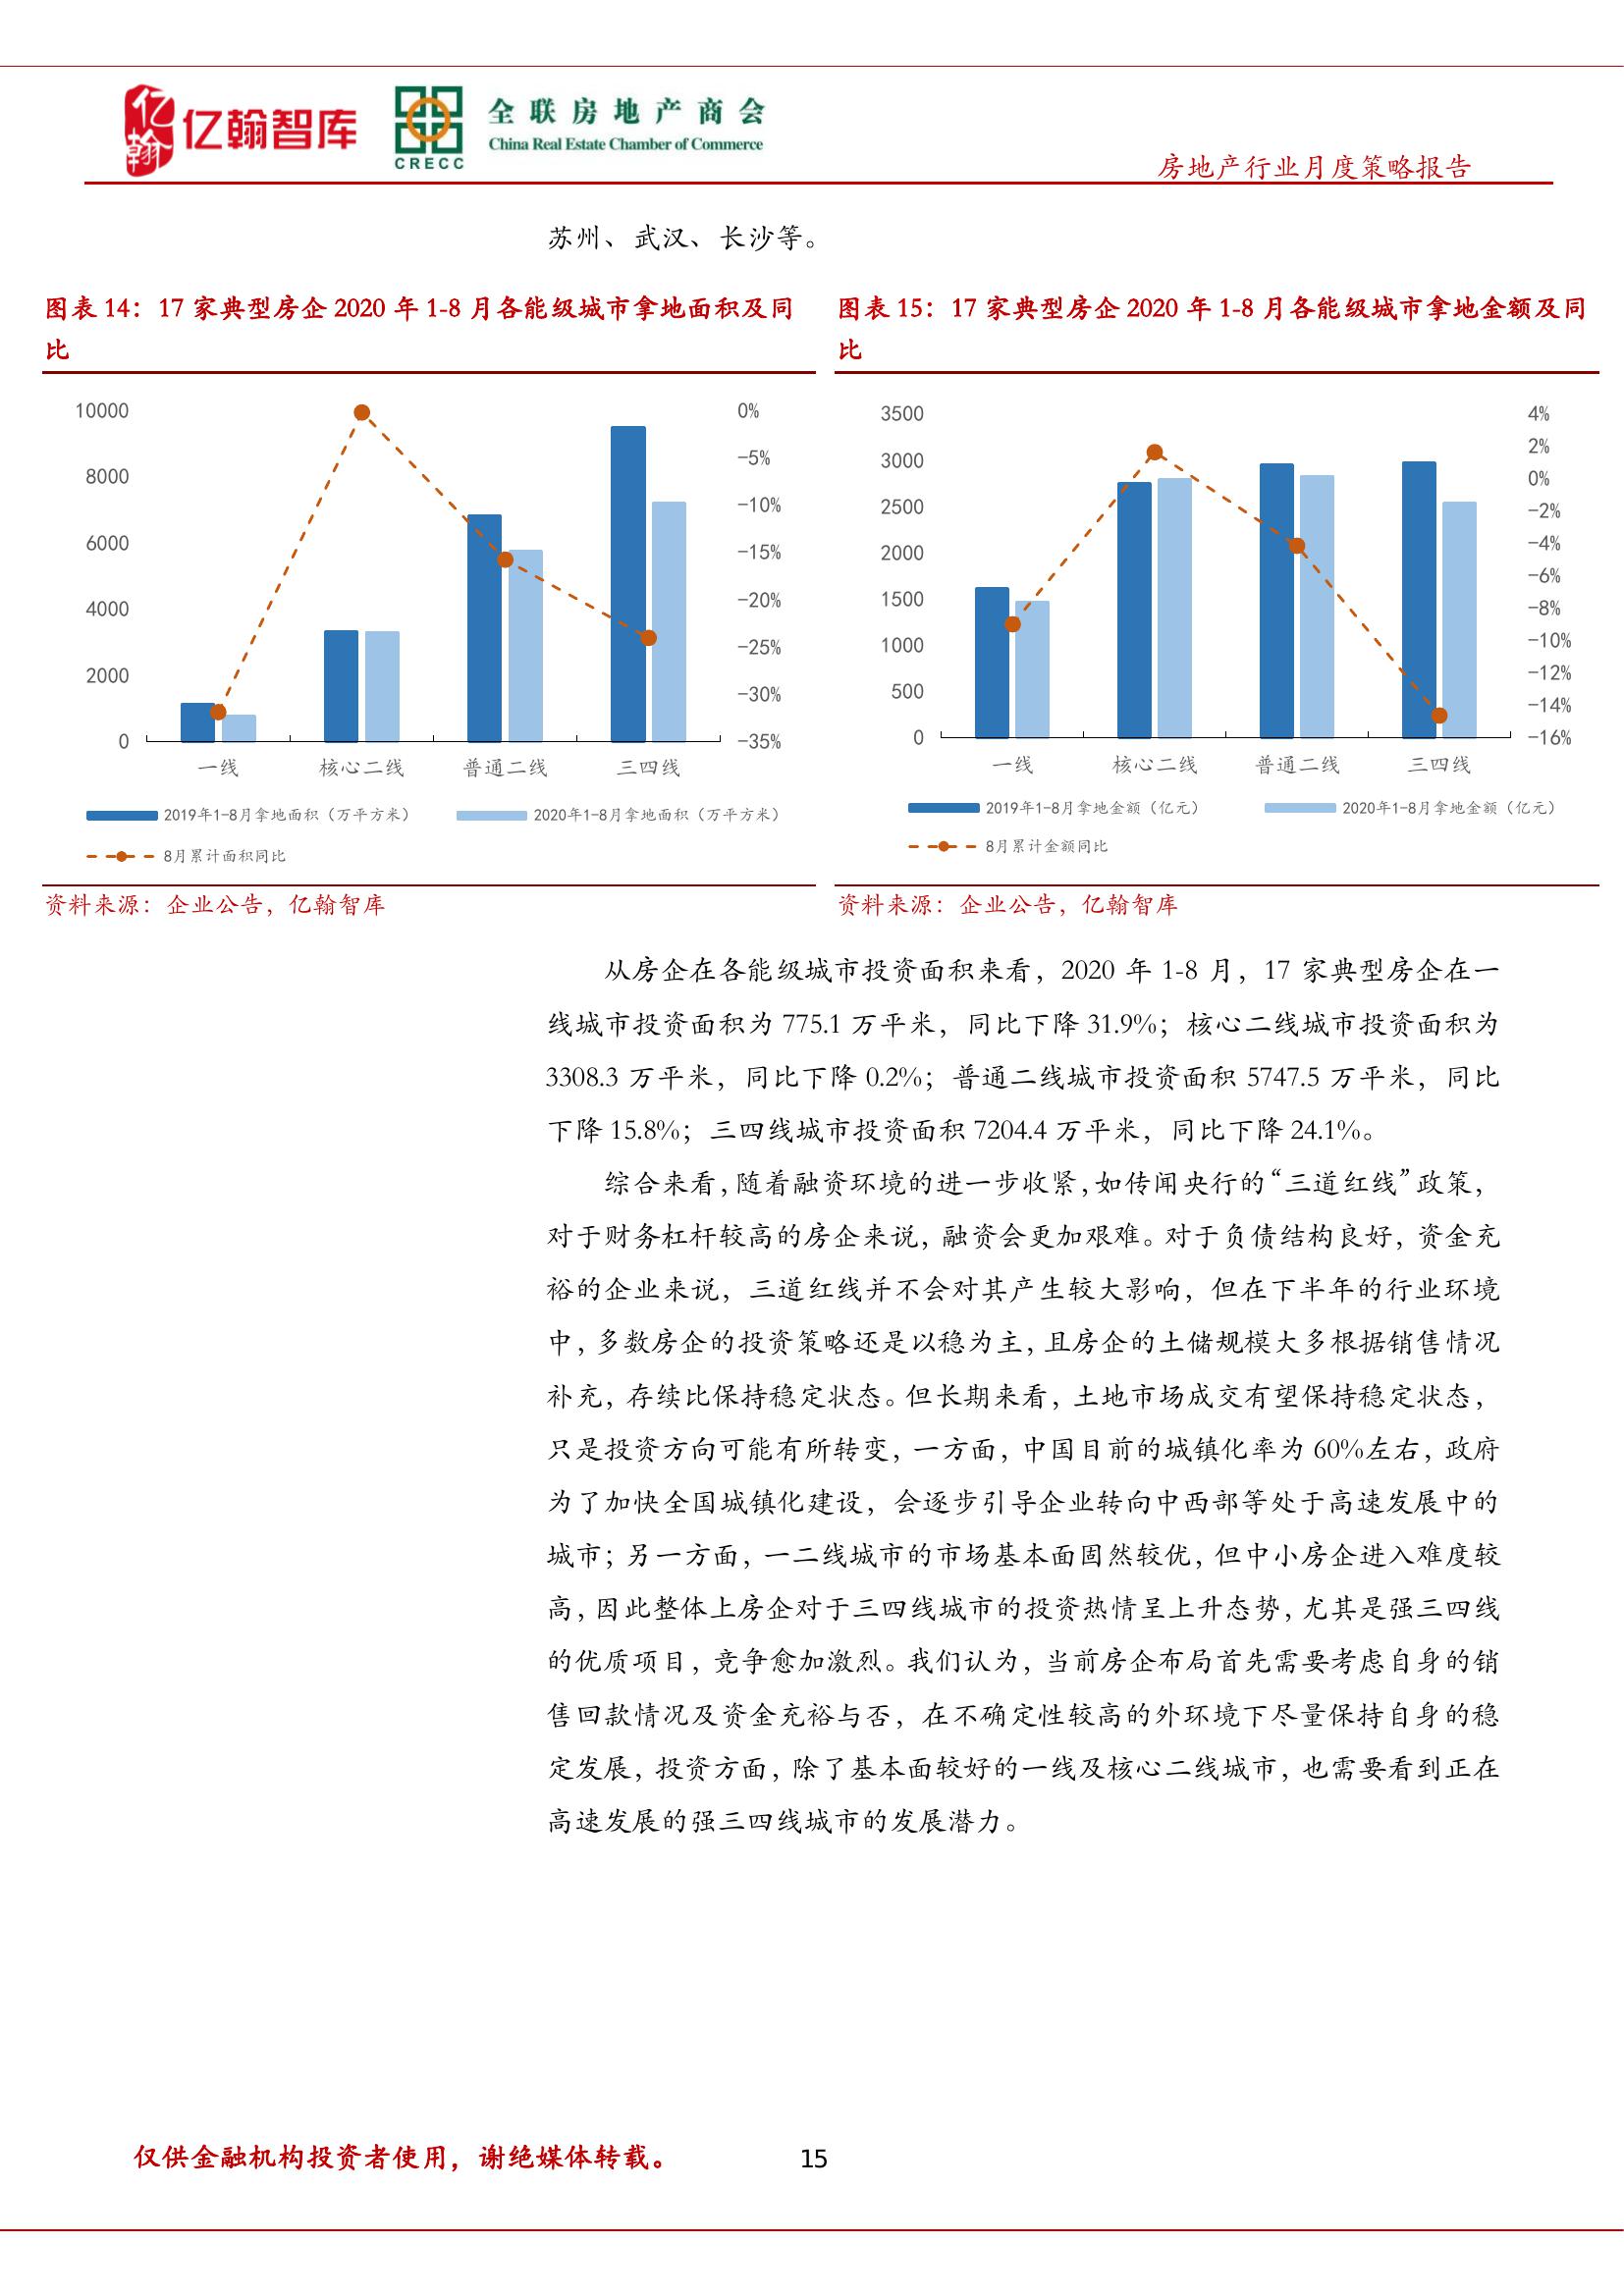 亿翰
亿翰智库
CRECC
全联房地产商会
China Real Estate Chamber of Commerce
房地产行业月度策略报告
苏州、武汉、长沙等。
图表 14：17 家典型房企 2020 年 1-8 月各能级城市拿地面积及同
比
10000
8000
6000
4000
2000
0
0%
-5%
-10%
-15%
-20%
-25%
-30%
-35%
一线 核心二线 普通二线 三四线
2019年1-8月拿地面积（万平方米） 2020年1-8月拿地面积（万平方米）
8月累计面积同比
资料来源：企业公告，亿翰智库
图表 15：17 家典型房企 2020 年 1-8 月各能级城市拿地金额及同
比
3500
3000
2500
2000
1500
1000
500
0
4%
2%
0%
-2%
-4%
-6%
-8%
-10%
-12%
-14%
-16%
一线 核心二线 普通二线 三四线
2019年1-8月拿地金额（亿元） 2020年1-8月拿地金额（亿元）
8月累计金额同比
资料来源：企业公告，亿翰智库
从房企在各能级城市投资面积来看，2020 年 1-8 月，17 家典型房企在一
线城市投资面积为 775.1 万平米，同比下降 31.9%；核心二线城市投资面积为
3308.3 万平米，同比下降 0.2%；普通二线城市投资面积 5747.5 万平米，同比
下降 15.8%；三四线城市投资面积 7204.4 万平米，同比下降 24.1%。
综合来看，随着融资环境的进一步收紧，如传闻央行的“三道红线”政策，
对于财务杠杆较高的房企来说，融资会更加艰难。对于负债结构良好，资金充
裕的企业来说，三道红线并不会对其产生较大影响，但在下半年的行业环境
中，多数房企的投资策略还是以稳为主，且房企的土储规模大多根据销售情况
补充，存续比保持稳定状态。但长期来看，土地市场成交有望保持稳定状态，
只是投资方向可能有所转变，一方面，中国目前的城镇化率为 60%左右，政府
为了加快全国城镇化建设，会逐步引导企业转向中西部等处于高速发展中的
城市；另一方面，一二线城市的市场基本面固然较优，但中小房企进入难度较
高，因此整体上房企对于三四线城市的投资热情呈上升态势，尤其是强三四线
的优质项目，竞争愈加激烈。我们认为，当前房企布局首先需要考虑自身的销
售回款情况及资金充裕与否，在不确定性较高的外环境下尽量保持自身的稳
定发展，投资方面，除了基本面较好的一线及核心二线城市，也需要看到正在
高速发展的强三四线城市的发展潜力。
仅供金融机构投资者使用，谢绝媒体转载。
15